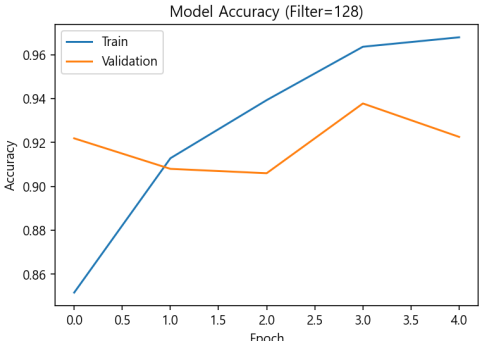 Model Accuracy (Filter=128)
Train
Validation
Accuracy
0.96
0.94
0.92
0.90
0.88
0.86
0.0 0.5 1.0 1.5 2.0 2.5 3.0 3.5 4.0
Epoch